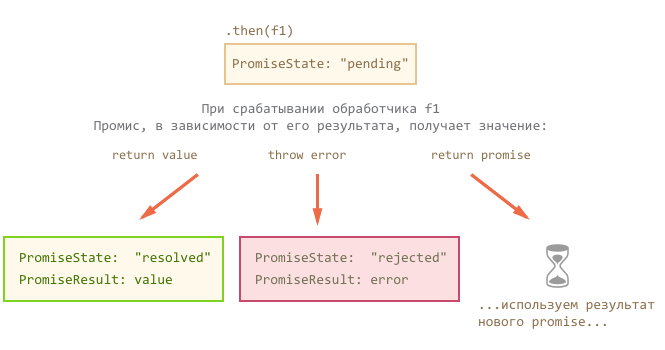 .then(f1)
PromiseState: "pending"
При срабатывании обработчика f1
Промис, в зависимости от его результата, получает значение:
return value
throw error
return promise
PromiseState:  "resolved"
PromiseResult: value
PromiseState:  "rejected"
PromiseResult: error
...используем результат
нового promise...